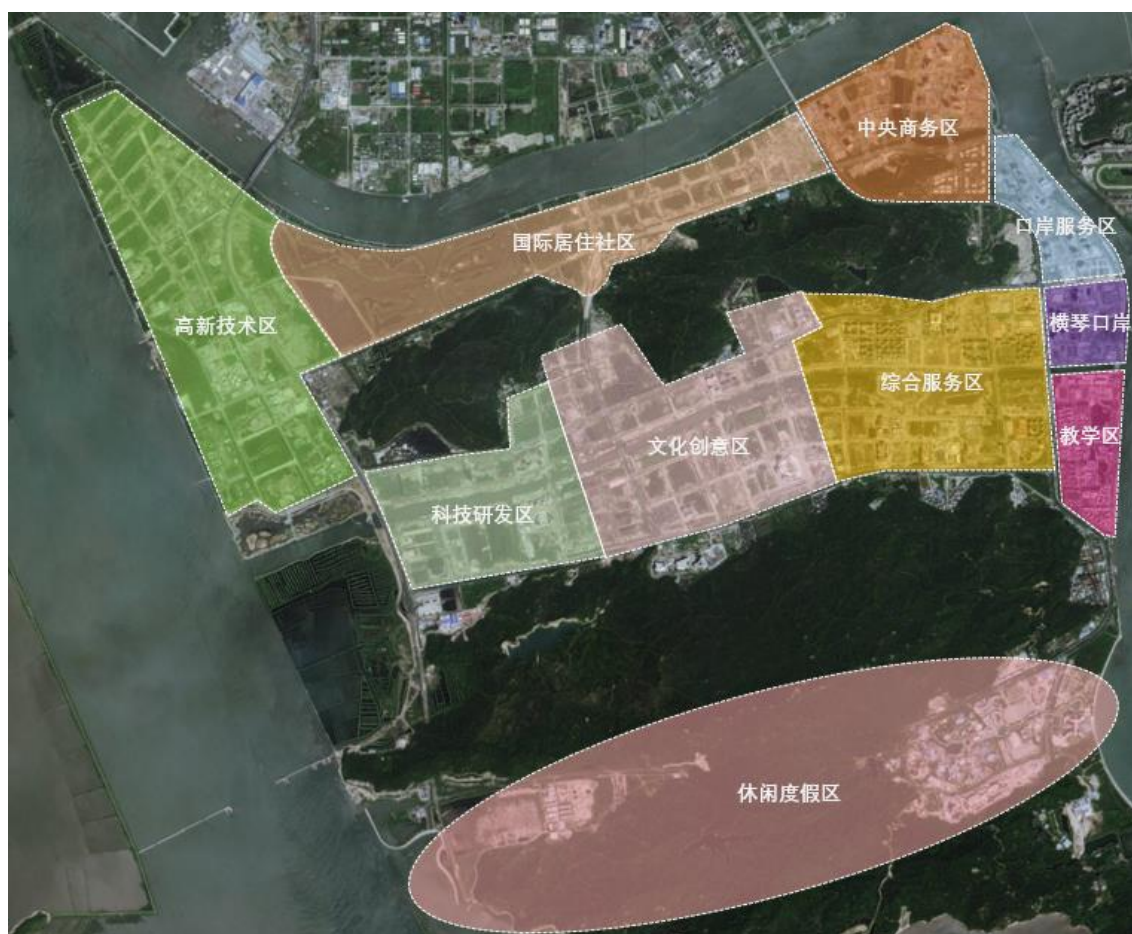 中央商务区
口岸服务区
国际居住社区
高新技术区
横琴口岸
综合服务区
教学区
文化创意区
科技研发区
休闲度假区